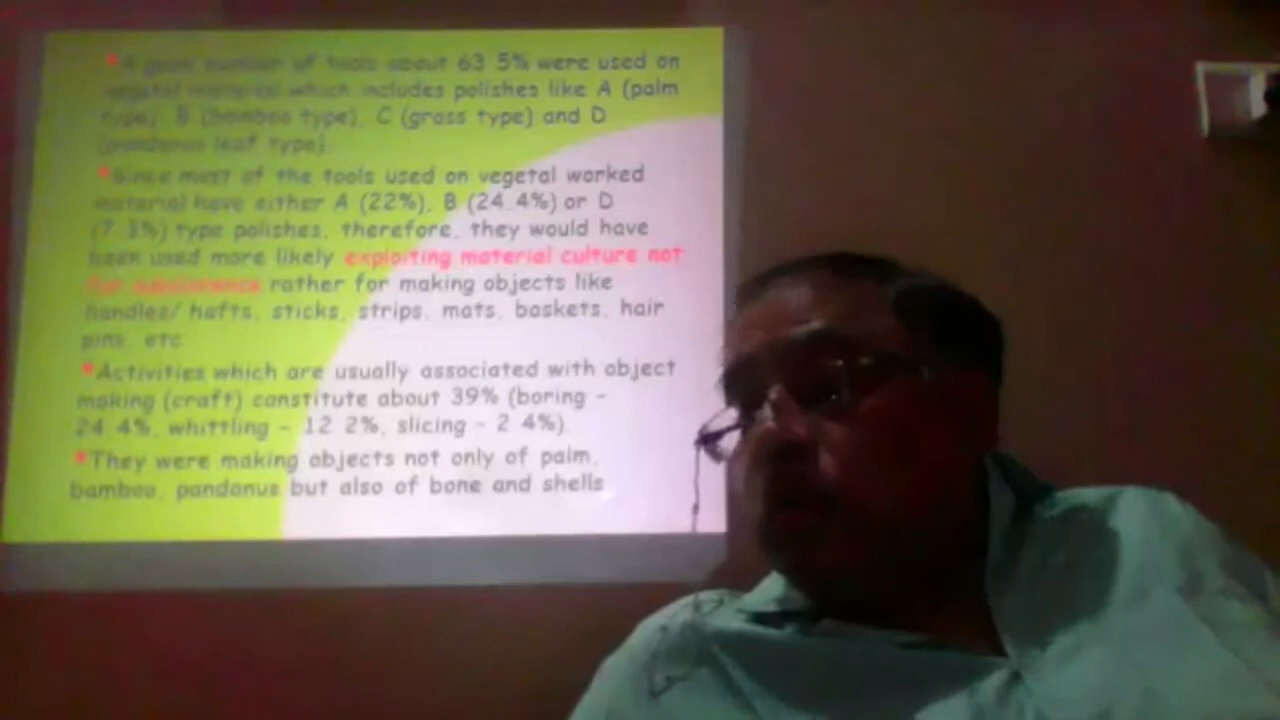 *A good number of tools about 63 5% were used on
vegetal material which includes polishes like A (palm
type), B (bamboo type), C (grass type) and D
(pandanus leaf type).
*Since most of the tools used on vegetal worked
material have either A (22%), B (24.4%) or D
(7.3%) type polishes, therefore, they would have
been used more likely exploiting material culture not
for subsistence rather for making objects like
handles/ hafts, sticks, strips, mats, baskets, hair
pins, etc
*Activities which are usually associated with object
making (craft) constitute about 39% (boring -
24 4%, whittling - 12 2%, slicing - 2 4%).
*They were making objects not only of palm,
bamboo, pandanus but also of bone and shells